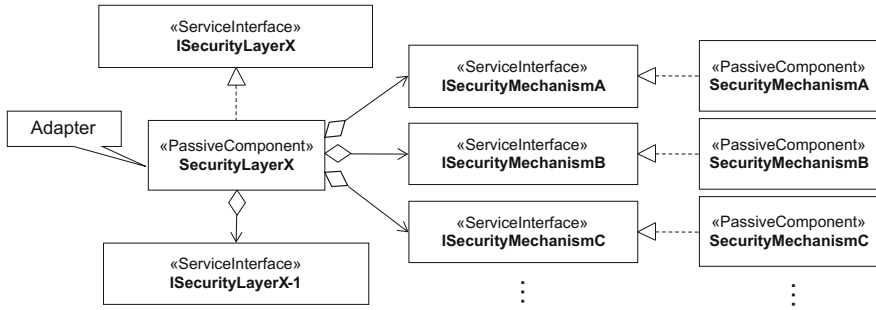 «ServiceInterface»
ISecurityLayerX
«ServiceInterface»
ISecurityMechanismA
«PassiveComponent»
SecurityMechanismA
Adapter
«PassiveComponent»
SecurityLayerX
«ServiceInterface»
ISecurityMechanismB
«PassiveComponent»
SecurityMechanismB
«ServiceInterface»
ISecurityMechanismC
«PassiveComponent»
SecurityMechanismC
«ServiceInterface»
ISecurityLayerX-1